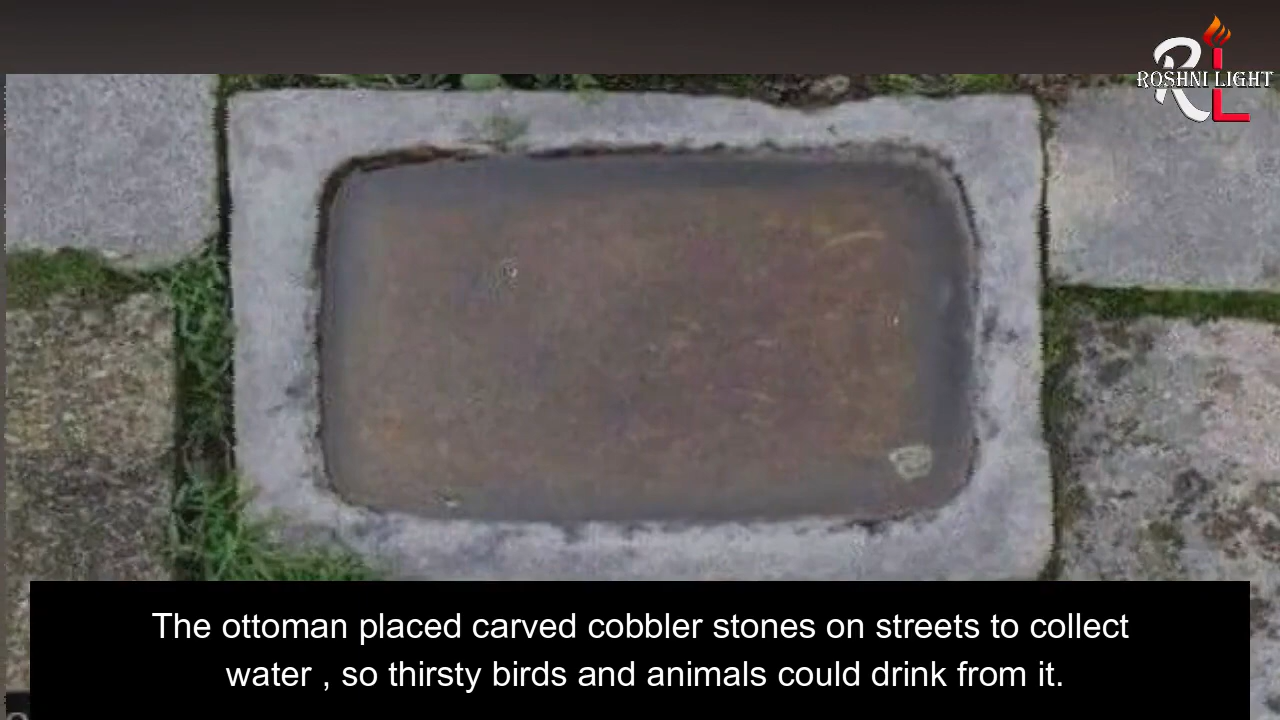 RL
ROSHNI LIGHT
The ottoman placed carved cobbler stones on streets to collect
water , so thirsty birds and animals could drink from it.